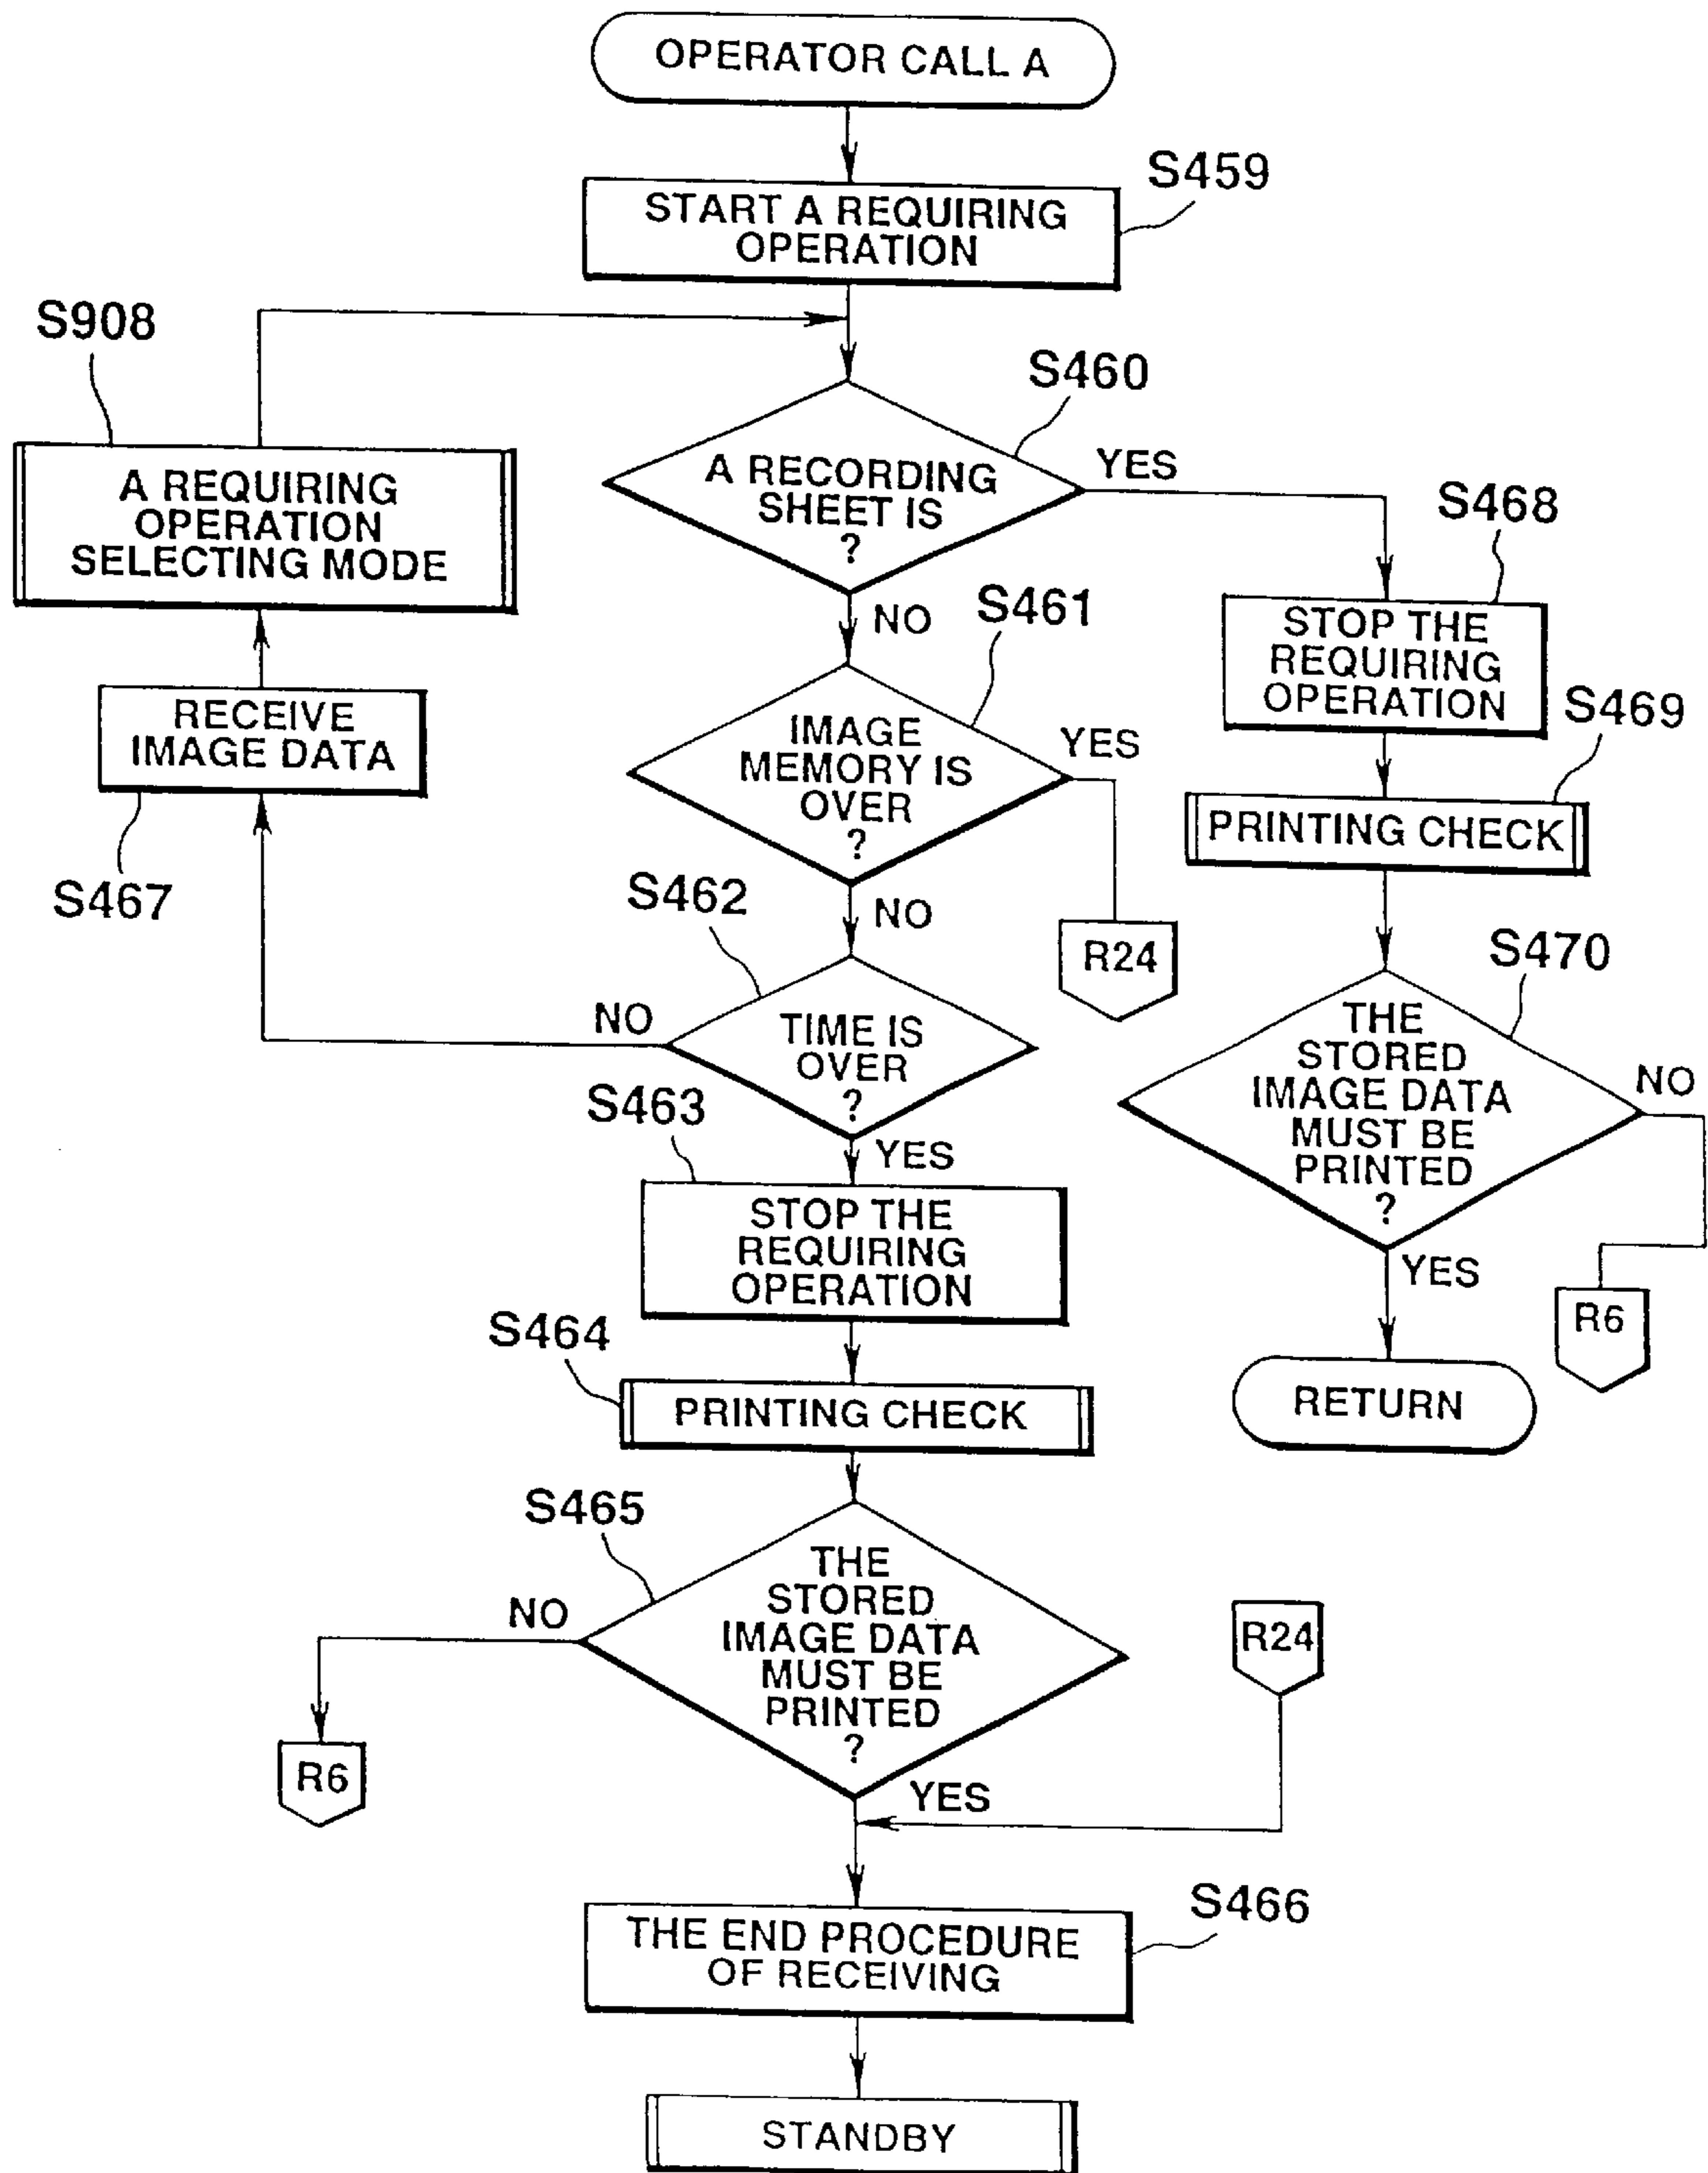 OPERATOR CALL A
S459
START A REQUIRING
OPERATION
S908
S460
A REQUIRING
OPERATION
SELECTING MODE
A RECORDING
SHEET IS
?
YES
S468
NO
S461
STOP THE
REQUIRING
OPERATION
RECEIVE
IMAGE DATA
S467
IMAGE
MEMORY IS
OVER
?
YES
S469
PRINTING CHECK
S462
NO
R24
S470
NO
TIME IS
OVER
?
THE
STORED
IMAGE DATA
MUST BE
PRINTED
?
NO
S463
YES
YES
R6
STOP THE
REQUIRING
OPERATION
RETURN
S464
PRINTING CHECK
S465
NO
THE
STORED
IMAGE DATA
MUST BE
PRINTED
?
R24
R6
YES
S466
THE END PROCEDURE
OF RECEIVING
STANDBY